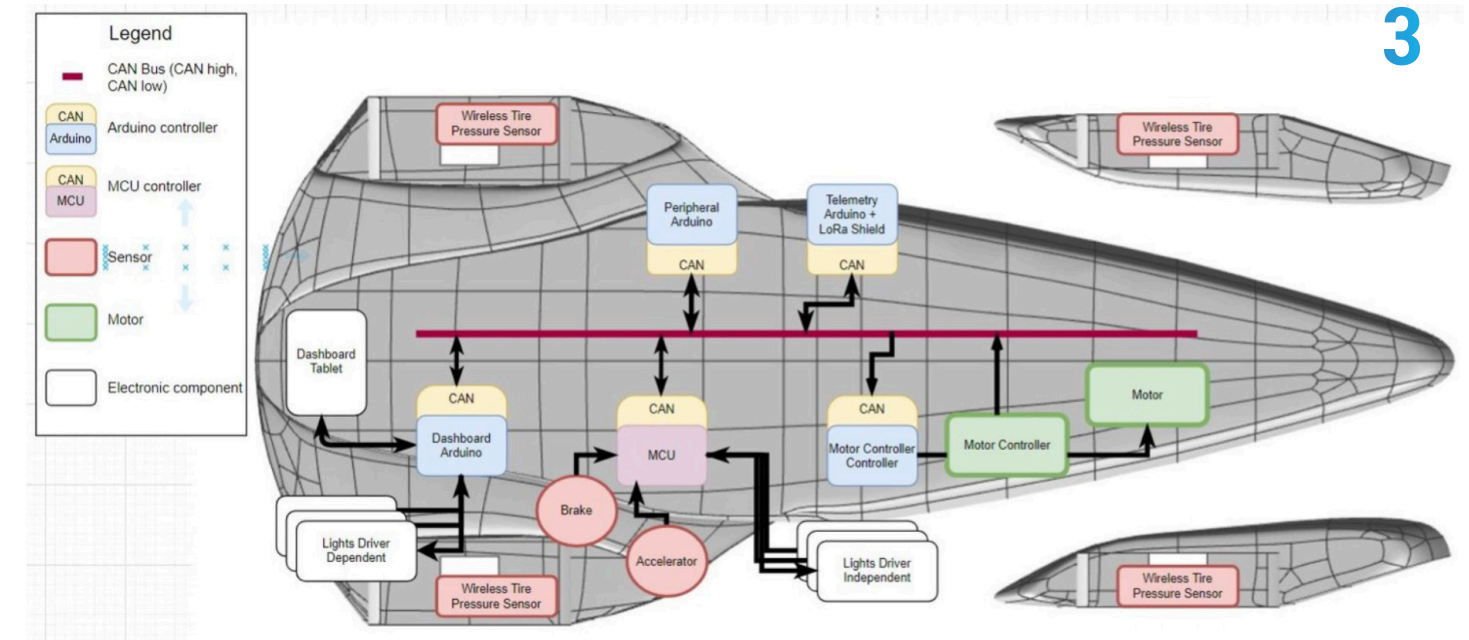 3
Legend
CAN Bus (CAN high,
CAN low)
CAN
Arduino
Arduino controller
CAN
MCU
MCU controller
Sensor
Motor
Electronic component
Wireless Tire
Pressure Sensor
Wireless Tire
Pressure Sensor
Peripheral
Arduino
CAN
Telemetry
Arduino +
LoRa Shield
CAN
Dashboard
Tablet
CAN
Dashboard
Arduino
CAN
MCU
CAN
Motor Controller
Controller
Motor Controller
Motor
Brake
Accelerator
Lights Driver
Dependent
Lights Driver
Independent
Wireless Tire
Pressure Sensor
Wireless Tire
Pressure Sensor